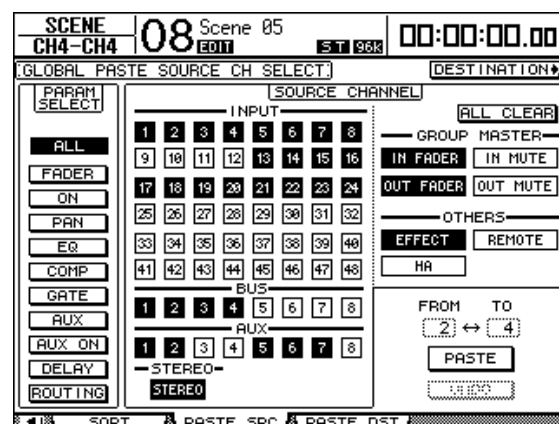 SCENE
CH4-CH4
08 Scene 05
EDIT
ST 96K
00:00:00.00
GLOBAL PASTE SOURCE CH SELECT
DESTINATION
PARAM
SELECT
ALL
FADER
ON
PAN
EQ
COMP
GATE
AUX
AUX ON
DELAY
ROUTING
SOURCE CHANNEL
INPUT
1 2 3 4 5 6 7 8
9 10 11 12 13 14 15 16
17 18 19 20 21 22 23 24
25 26 27 28 29 30 31 32
33 34 35 36 37 38 39 40
41 42 43 44 45 46 47 48
BUS
1 2 3 4 5 6 7 8
AUX
1 2 3 4 5 6 7 8
STEREO
STEREO
ALL CLEAR
GROUP MASTER
IN FADER IN MUTE
OUT FADER OUT MUTE
OTHERS
EFFECT REMOTE
HA
FROM TO
2 ↔ 4
PASTE
UNDO
SORT PASTE SRC PASTE DST